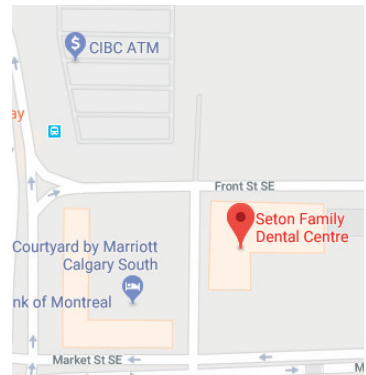 CIBC ATM
ay
Front St SE
Seton Family
Dental Centre
Courtyard by Marriott
Calgary South
nk of Montreal
Market St SE
M